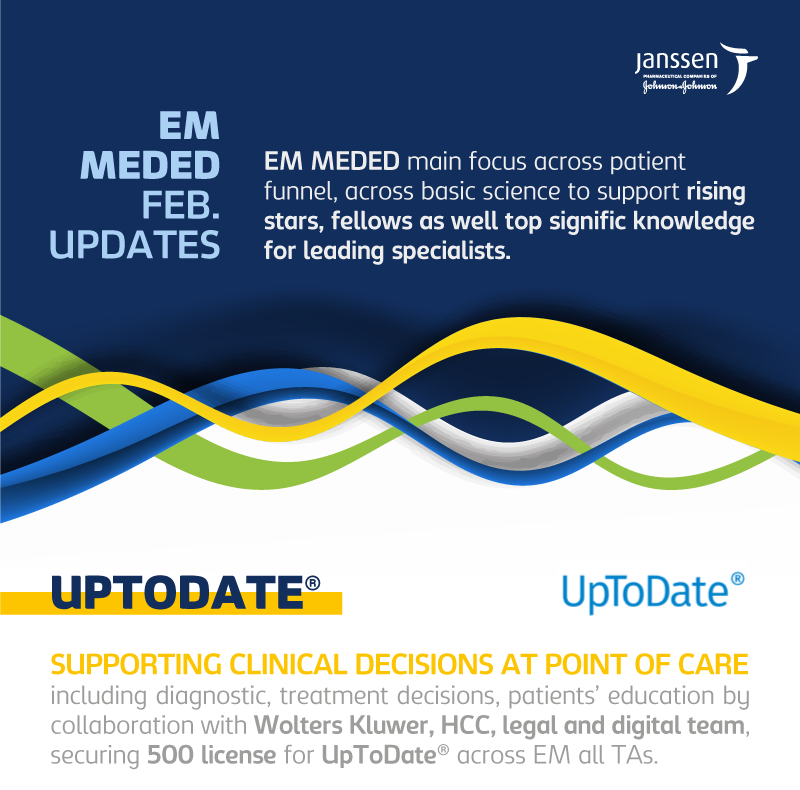 janssen
PHARMACEUTICAL COMPANIES OF
Johnson & Johnson
EM
MEDED
FEB.
UPDATES
EM MEDED main focus across patient
funnel, across basic science to support rising
stars, fellows as well top signific knowledge
for leading specialists.
UPTODATE®
UpToDate®
SUPPORTING CLINICAL DECISIONS AT POINT OF CARE
including diagnostic, treatment decisions, patients’ education by
collaboration with Wolters Kluwer, HCC, legal and digital team,
securing 500 license for UpToDate® across EM all TAs.